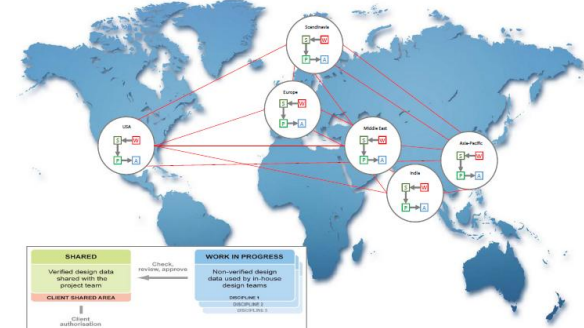 Scandinavia
S W
P A
Europe
S W
P A
USA
S W
P A
Middle East
S W
P A
Asia-Pacific
S W
P A
India
S W
P A
SHARED
Verified design data
shared with the
project team
CLIENT SHARED AREA
Client
authorisation
Check,
review, approve
WORK IN PROGRESS
Non-verified design
data used by in-house
design teams
DISCIPLINE 1
DISCIPLINE 2
DISCIPLINE 3